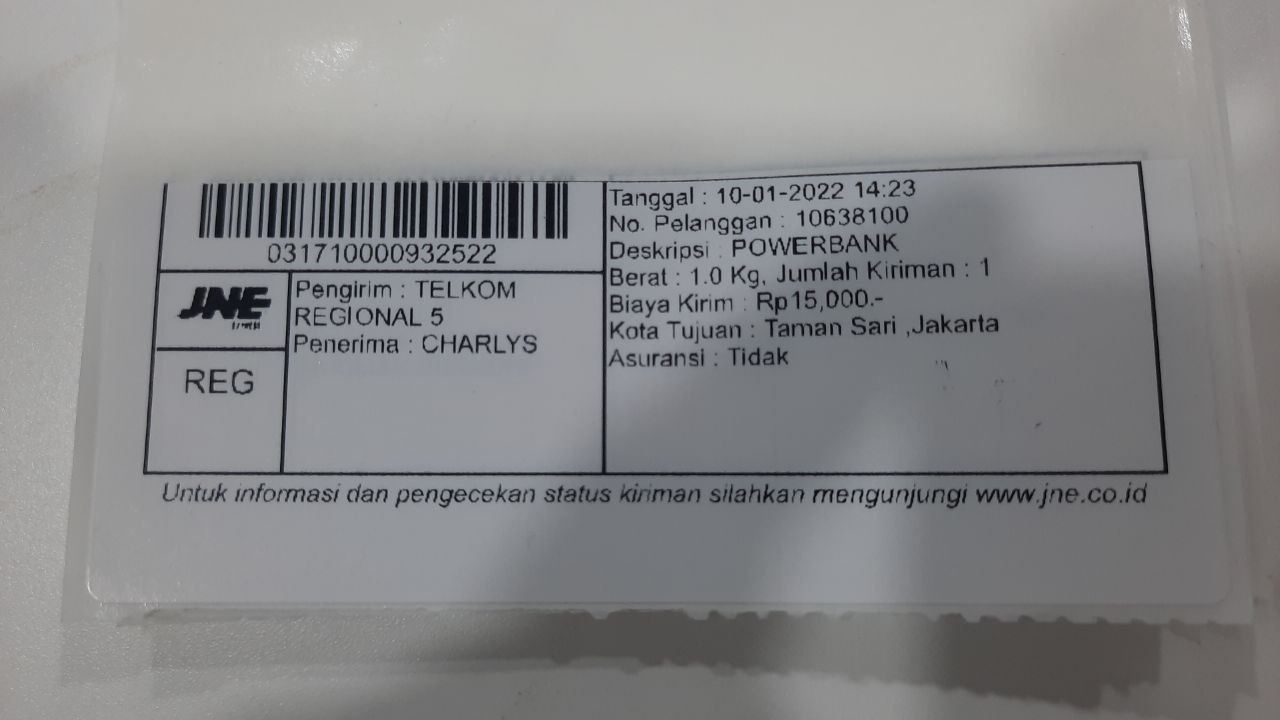 031710000932522
JNE
REG
Pengirim : TELKOM
REGIONAL 5
Penerima : CHARLYS
Tanggal : 10-01-2022 14:23
No. Pelanggan : 10638100
Deskripsi : POWERBANK
Berat : 1.0 Kg, Jumlah Kiriman : 1
Biaya Kirim : Rp15,000.-
Kota Tujuan : Taman Sari ,Jakarta
Asuransi : Tidak
Untuk informasi dan pengecekan status kiriman silahkan mengunjungi www.jne.co.id